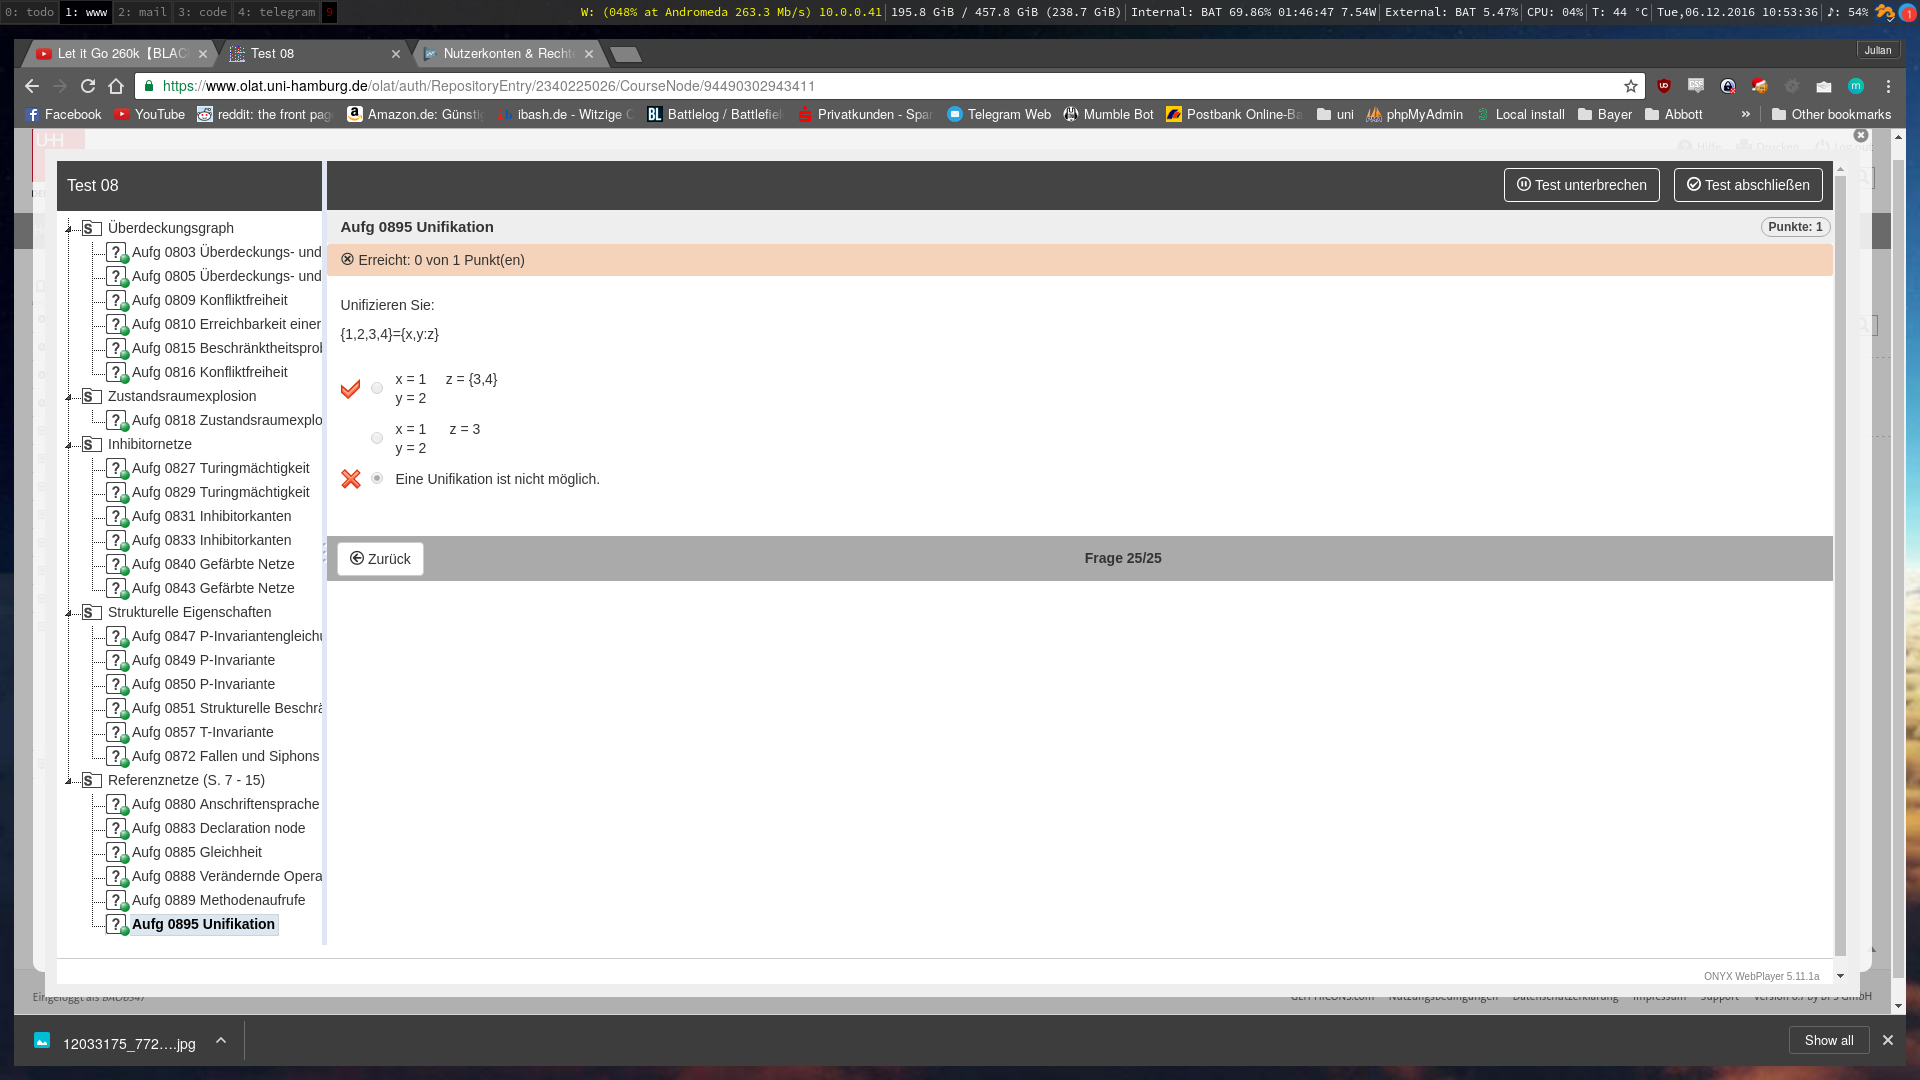 0: todo 1: www 2: mail 3: code 4: telegram 9 W: (048% at Andromeda 263.3 Mb/s) 10.0.0.41 195.8 GiB / 457.8 GiB (238.7 GiB) Internal: BAT 69.86% 01:46:47 7.54W External: BAT 5.47% CPU: 04% T: 44 °C Tue,06.12.2016 10:53:36 ♪: 54% 1
Let it Go 260k【BLAC Test 08 Nutzerkonten & Recht Julian
https://www.olat.uni-hamburg.de/olat/auth/RepositoryEntry/2340225026/CourseNode/94490302943411
Facebook YouTube reddit: the front pag Amazon.de: Günsti ibash.de - Witzige Battlelog / Battlefiel Privatkunden - Spar Telegram Web Mumble Bot Postbank Online-Ba uni phpMyAdmin Local install Bayer Abbott » Other bookmarks
Test 08 Test unterbrechen Test abschließen
Aufg 0895 Unifikation Punkte: 1
Erreicht: 0 von 1 Punkt(en)
Unifizieren Sie:
{1,2,3,4}={x,y:z}
x = 1 z = {3,4}
y = 2
x = 1 z = 3
y = 2
Eine Unifikation ist nicht möglich.
Zurück Frage 25/25
Überdeckungsgraph
Aufg 0803 Überdeckungs- und
Aufg 0805 Überdeckungs- und
Aufg 0809 Konfliktfreiheit
Aufg 0810 Erreichbarkeit einer
Aufg 0815 Beschränktheitsprob
Aufg 0816 Konfliktfreiheit
Zustandsraumexplosion
Aufg 0818 Zustandsraumexplo
Inhibitornetze
Aufg 0827 Turingmächtigkeit
Aufg 0829 Turingmächtigkeit
Aufg 0831 Inhibitorkanten
Aufg 0833 Inhibitorkanten
Aufg 0840 Gefärbte Netze
Aufg 0843 Gefärbte Netze
Strukturelle Eigenschaften
Aufg 0847 P-Invariantengleichu
Aufg 0849 P-Invariante
Aufg 0850 P-Invariante
Aufg 0851 Strukturelle Beschrä
Aufg 0857 T-Invariante
Aufg 0872 Fallen und Siphons
Referenznetze (S. 7 - 15)
Aufg 0880 Anschriftensprache
Aufg 0883 Declaration node
Aufg 0885 Gleichheit
Aufg 0888 Verändernde Opera
Aufg 0889 Methodenaufrufe
Aufg 0895 Unifikation
ONYX WebPlayer 5.11.1a
12033175_772....jpg Show all